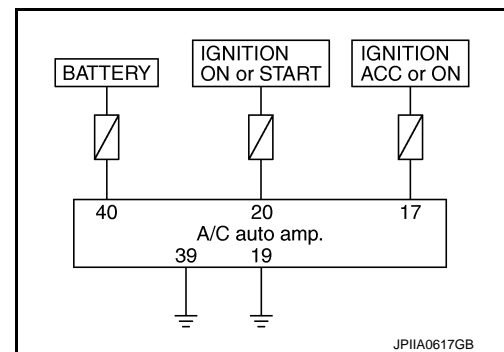 BATTERY
IGNITION
ON or START
IGNITION
ACC or ON
40 20 17
A/C auto amp.
39 19
JPIIA0617GB